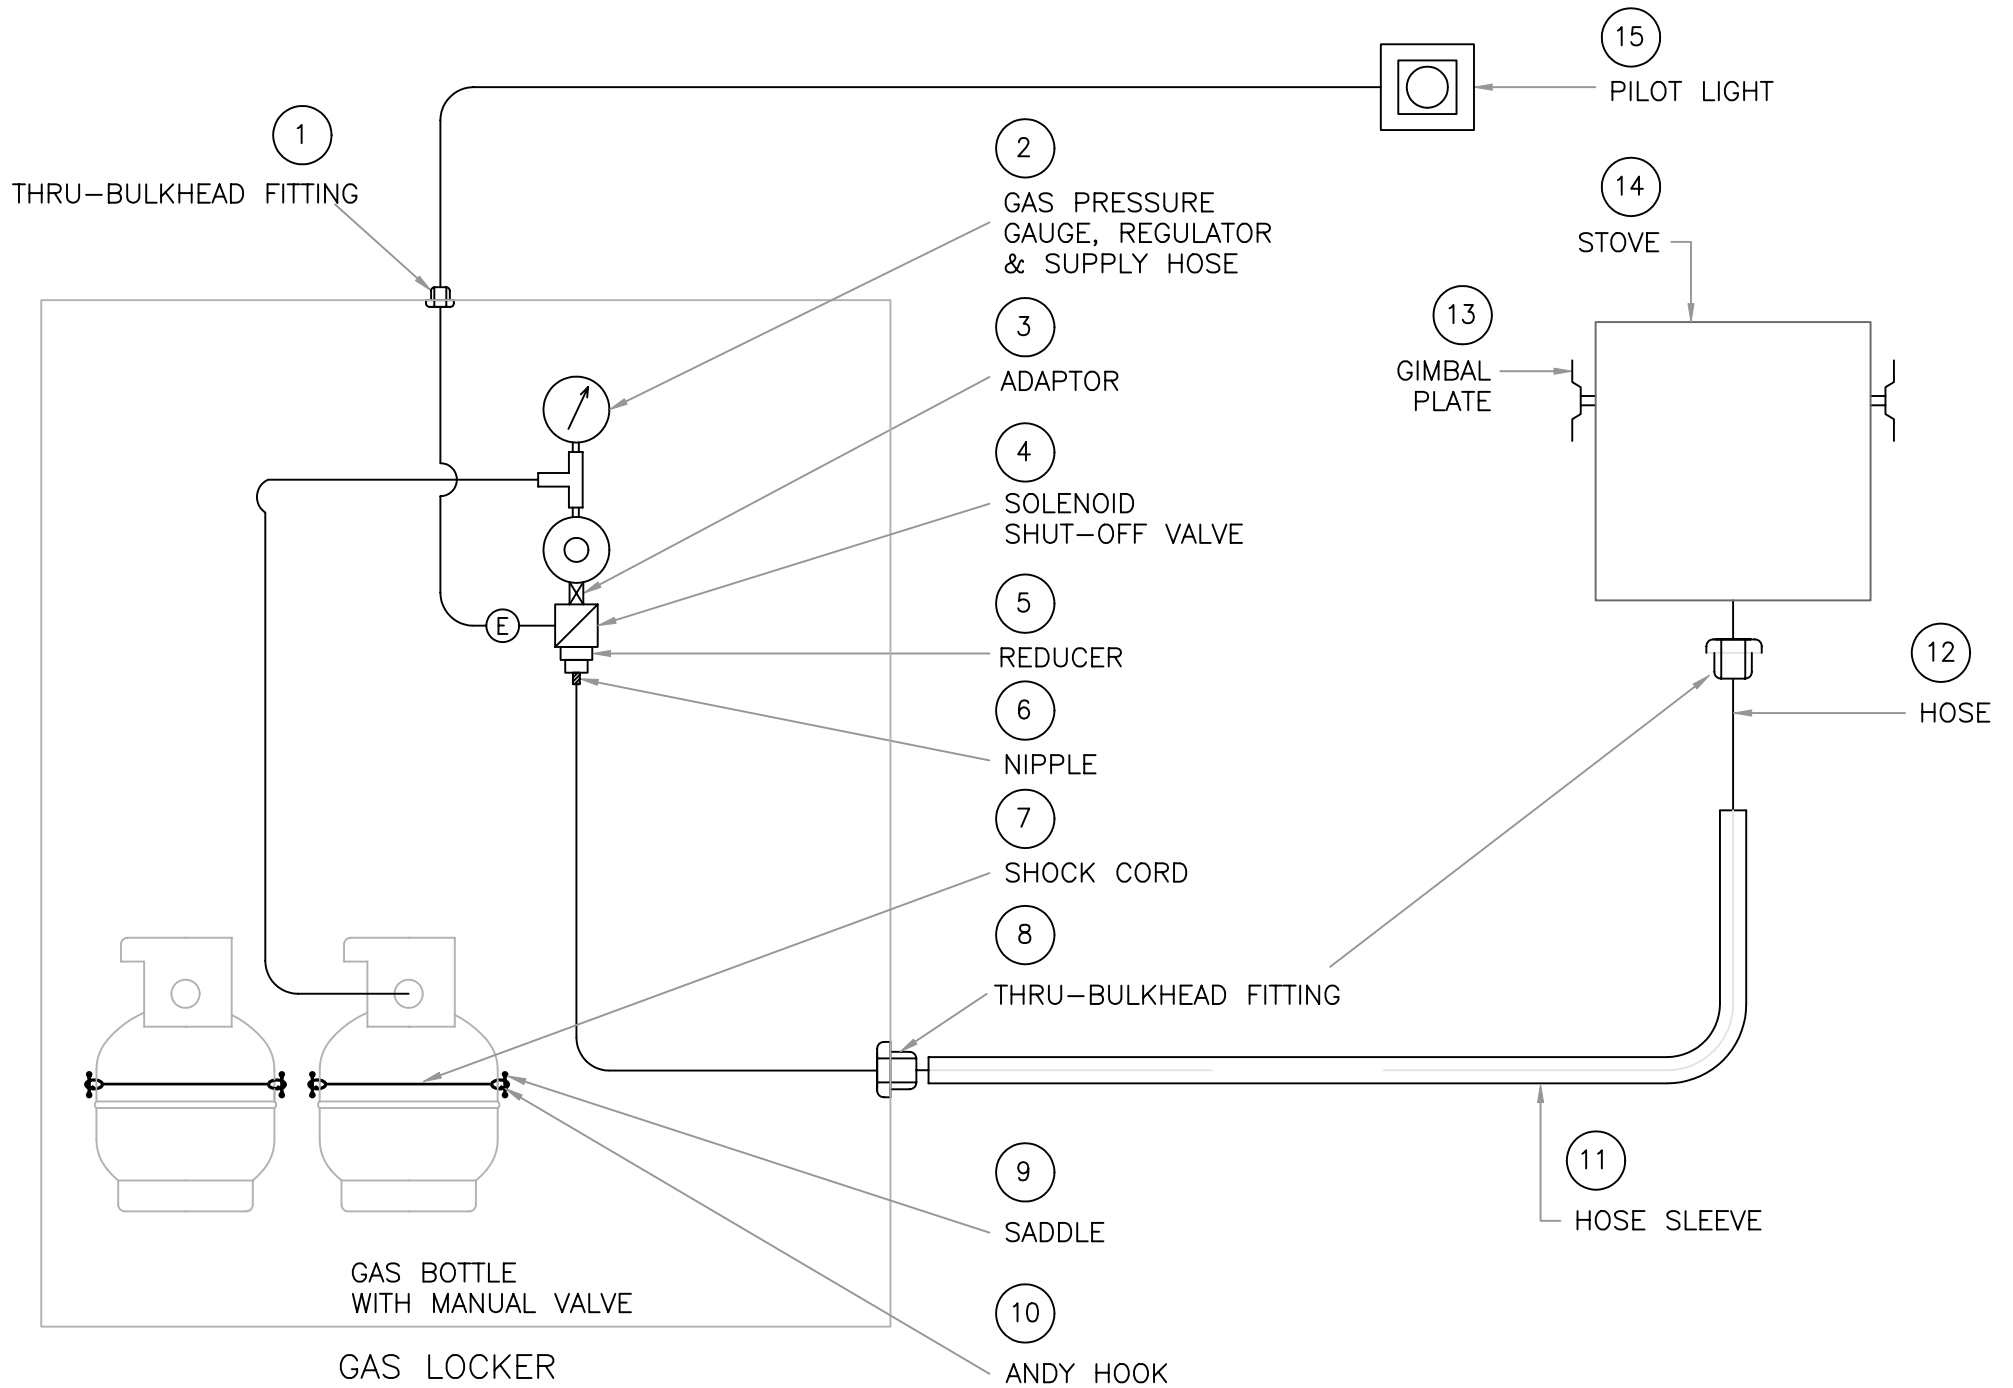 1
THRU-BULKHEAD FITTING
2
GAS PRESSURE
GAUGE, REGULATOR
& SUPPLY HOSE
3
ADAPTOR
4
SOLENOID
SHUT-OFF VALVE
E
5
REDUCER
6
NIPPLE
7
SHOCK CORD
8
THRU-BULKHEAD FITTING
9
SADDLE
10
ANDY HOOK
11
HOSE SLEEVE
12
HOSE
13
GIMBAL
PLATE
14
STOVE
15
PILOT LIGHT
GAS BOTTLE
WITH MANUAL VALVE
GAS LOCKER